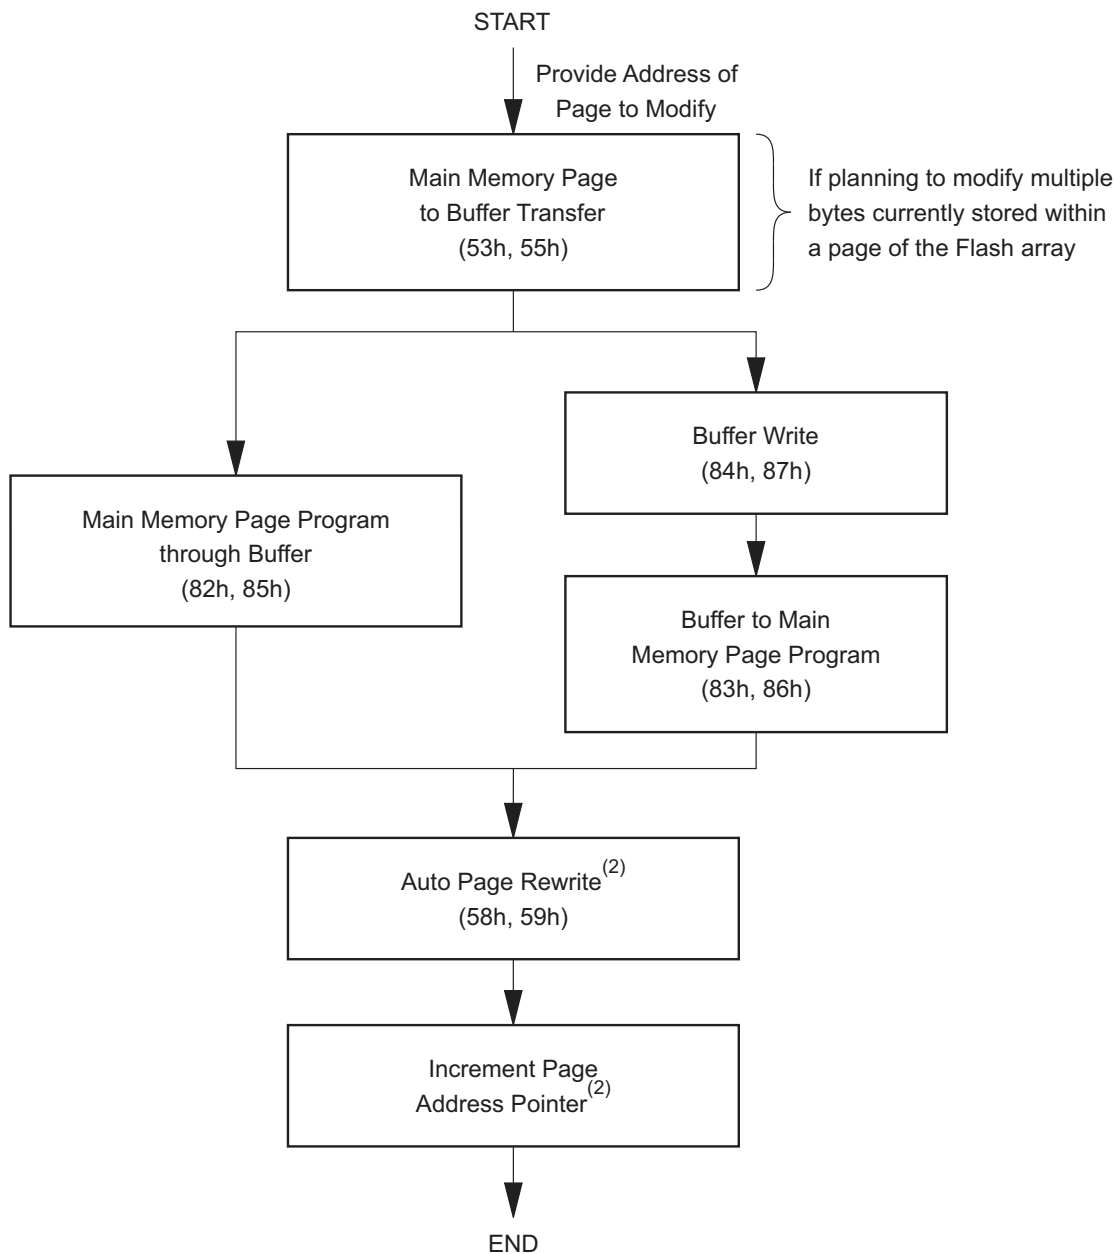 START
Provide Address of
Page to Modify
Main Memory Page
to Buffer Transfer
(53h, 55h)
If planning to modify multiple
bytes currently stored within
a page of the Flash array
Buffer Write
(84h, 87h)
Main Memory Page Program
through Buffer
(82h, 85h)
Buffer to Main
Memory Page Program
(83h, 86h)
Auto Page Rewrite(2)
(58h, 59h)
Increment Page
Address Pointer(2)
END